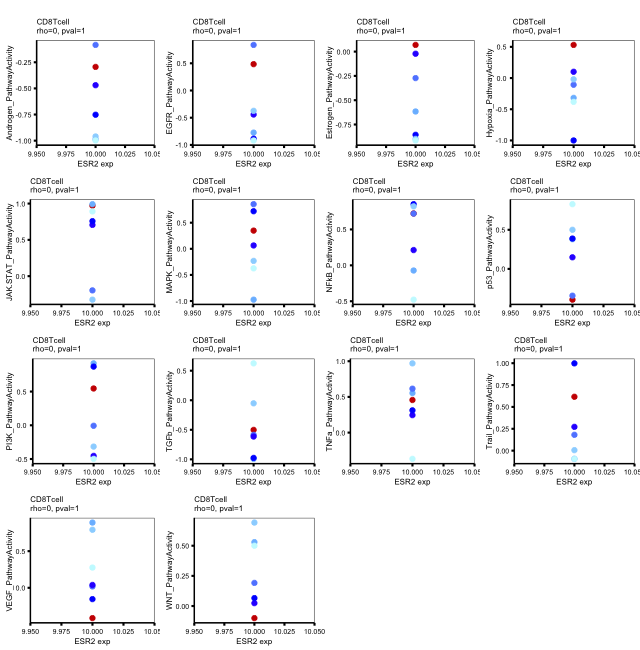 CD8Tcell
rho=0, pval=1
Androgen_PathwayActivity
-0.25
-0.50
-0.75
-1.00
9.950 9.975 10.000 10.025 10.05
ESR2 exp
CD8Tcell
rho=0, pval=1
EGFR_PathwayActivity
0.5
0.0
-0.5
-1.0
9.950 9.975 10.000 10.025 10.05
ESR2 exp
CD8Tcell
rho=0, pval=1
Estrogen_PathwayActivity
0.00
-0.25
-0.50
-0.75
9.950 9.975 10.000 10.025 10.05
ESR2 exp
CD8Tcell
rho=0, pval=1
Hypoxia_PathwayActivity
0.5
0.0
-0.5
-1.0
9.950 9.975 10.000 10.025 10.05
ESR2 exp
CD8Tcell
rho=0, pval=1
JAK.STAT_PathwayActivity
1.0
0.5
0.0
9.950 9.975 10.000 10.025 10.05
ESR2 exp
CD8Tcell
rho=0, pval=1
MAPK_PathwayActivity
0.5
0.0
-0.5
-1.0
9.950 9.975 10.000 10.025 10.05
ESR2 exp
CD8Tcell
rho=0, pval=1
NFkB_PathwayActivity
0.5
0.0
-0.5
9.950 9.975 10.000 10.025 10.05
ESR2 exp
CD8Tcell
rho=0, pval=1
p53_PathwayActivity
0.5
0.0
9.950 9.975 10.000 10.025 10.05
ESR2 exp
CD8Tcell
rho=0, pval=1
PI3K_PathwayActivity
0.5
0.0
-0.5
9.950 9.975 10.000 10.025 10.05
ESR2 exp
CD8Tcell
rho=0, pval=1
TGFb_PathwayActivity
0.5
0.0
-0.5
-1.0
9.950 9.975 10.000 10.025 10.05
ESR2 exp
CD8Tcell
rho=0, pval=1
TNFa_PathwayActivity
1.0
0.5
0.0
9.950 9.975 10.000 10.025 10.05
ESR2 exp
CD8Tcell
rho=0, pval=1
Trail_PathwayActivity
1.00
0.75
0.50
0.25
0.00
9.950 9.975 10.000 10.025 10.05
ESR2 exp
CD8Tcell
rho=0, pval=1
VEGF_PathwayActivity
0.5
0.0
9.950 9.975 10.000 10.025 10.05
ESR2 exp
CD8Tcell
rho=0, pval=1
WNT_PathwayActivity
0.50
0.25
0.00
9.950 9.975 10.000 10.025 10.050
ESR2 exp